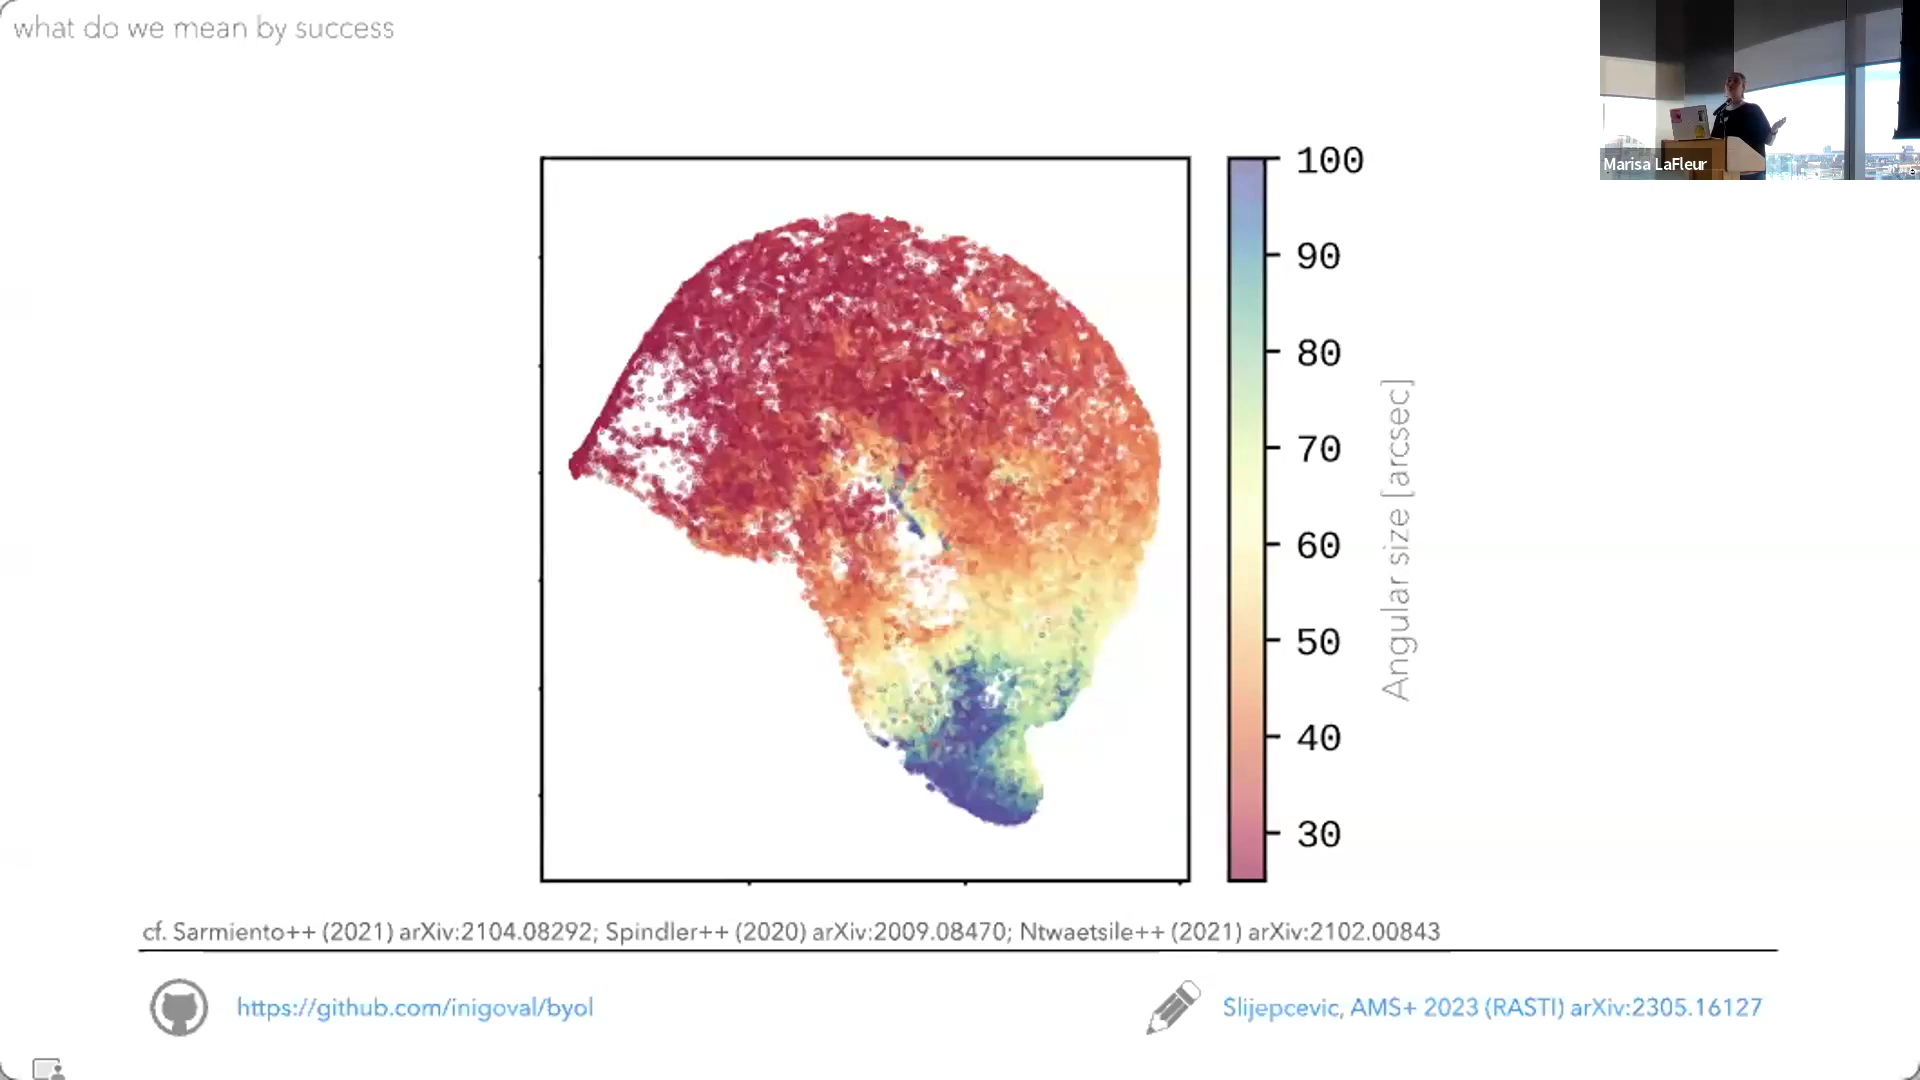 what do we mean by success
Marisa LaFleur
100
90
80
70
60
50
40
30
Angular size [arcsec]
cf. Sarmiento++ (2021) arXiv:2104.08292; Spindler++ (2020) arXiv:2009.08470; Ntwaetsile++ (2021) arXiv:2102.00843
https://github.com/inigoval/byol
Slijepcevic, AMS+ 2023 (RASTI) arXiv:2305.16127